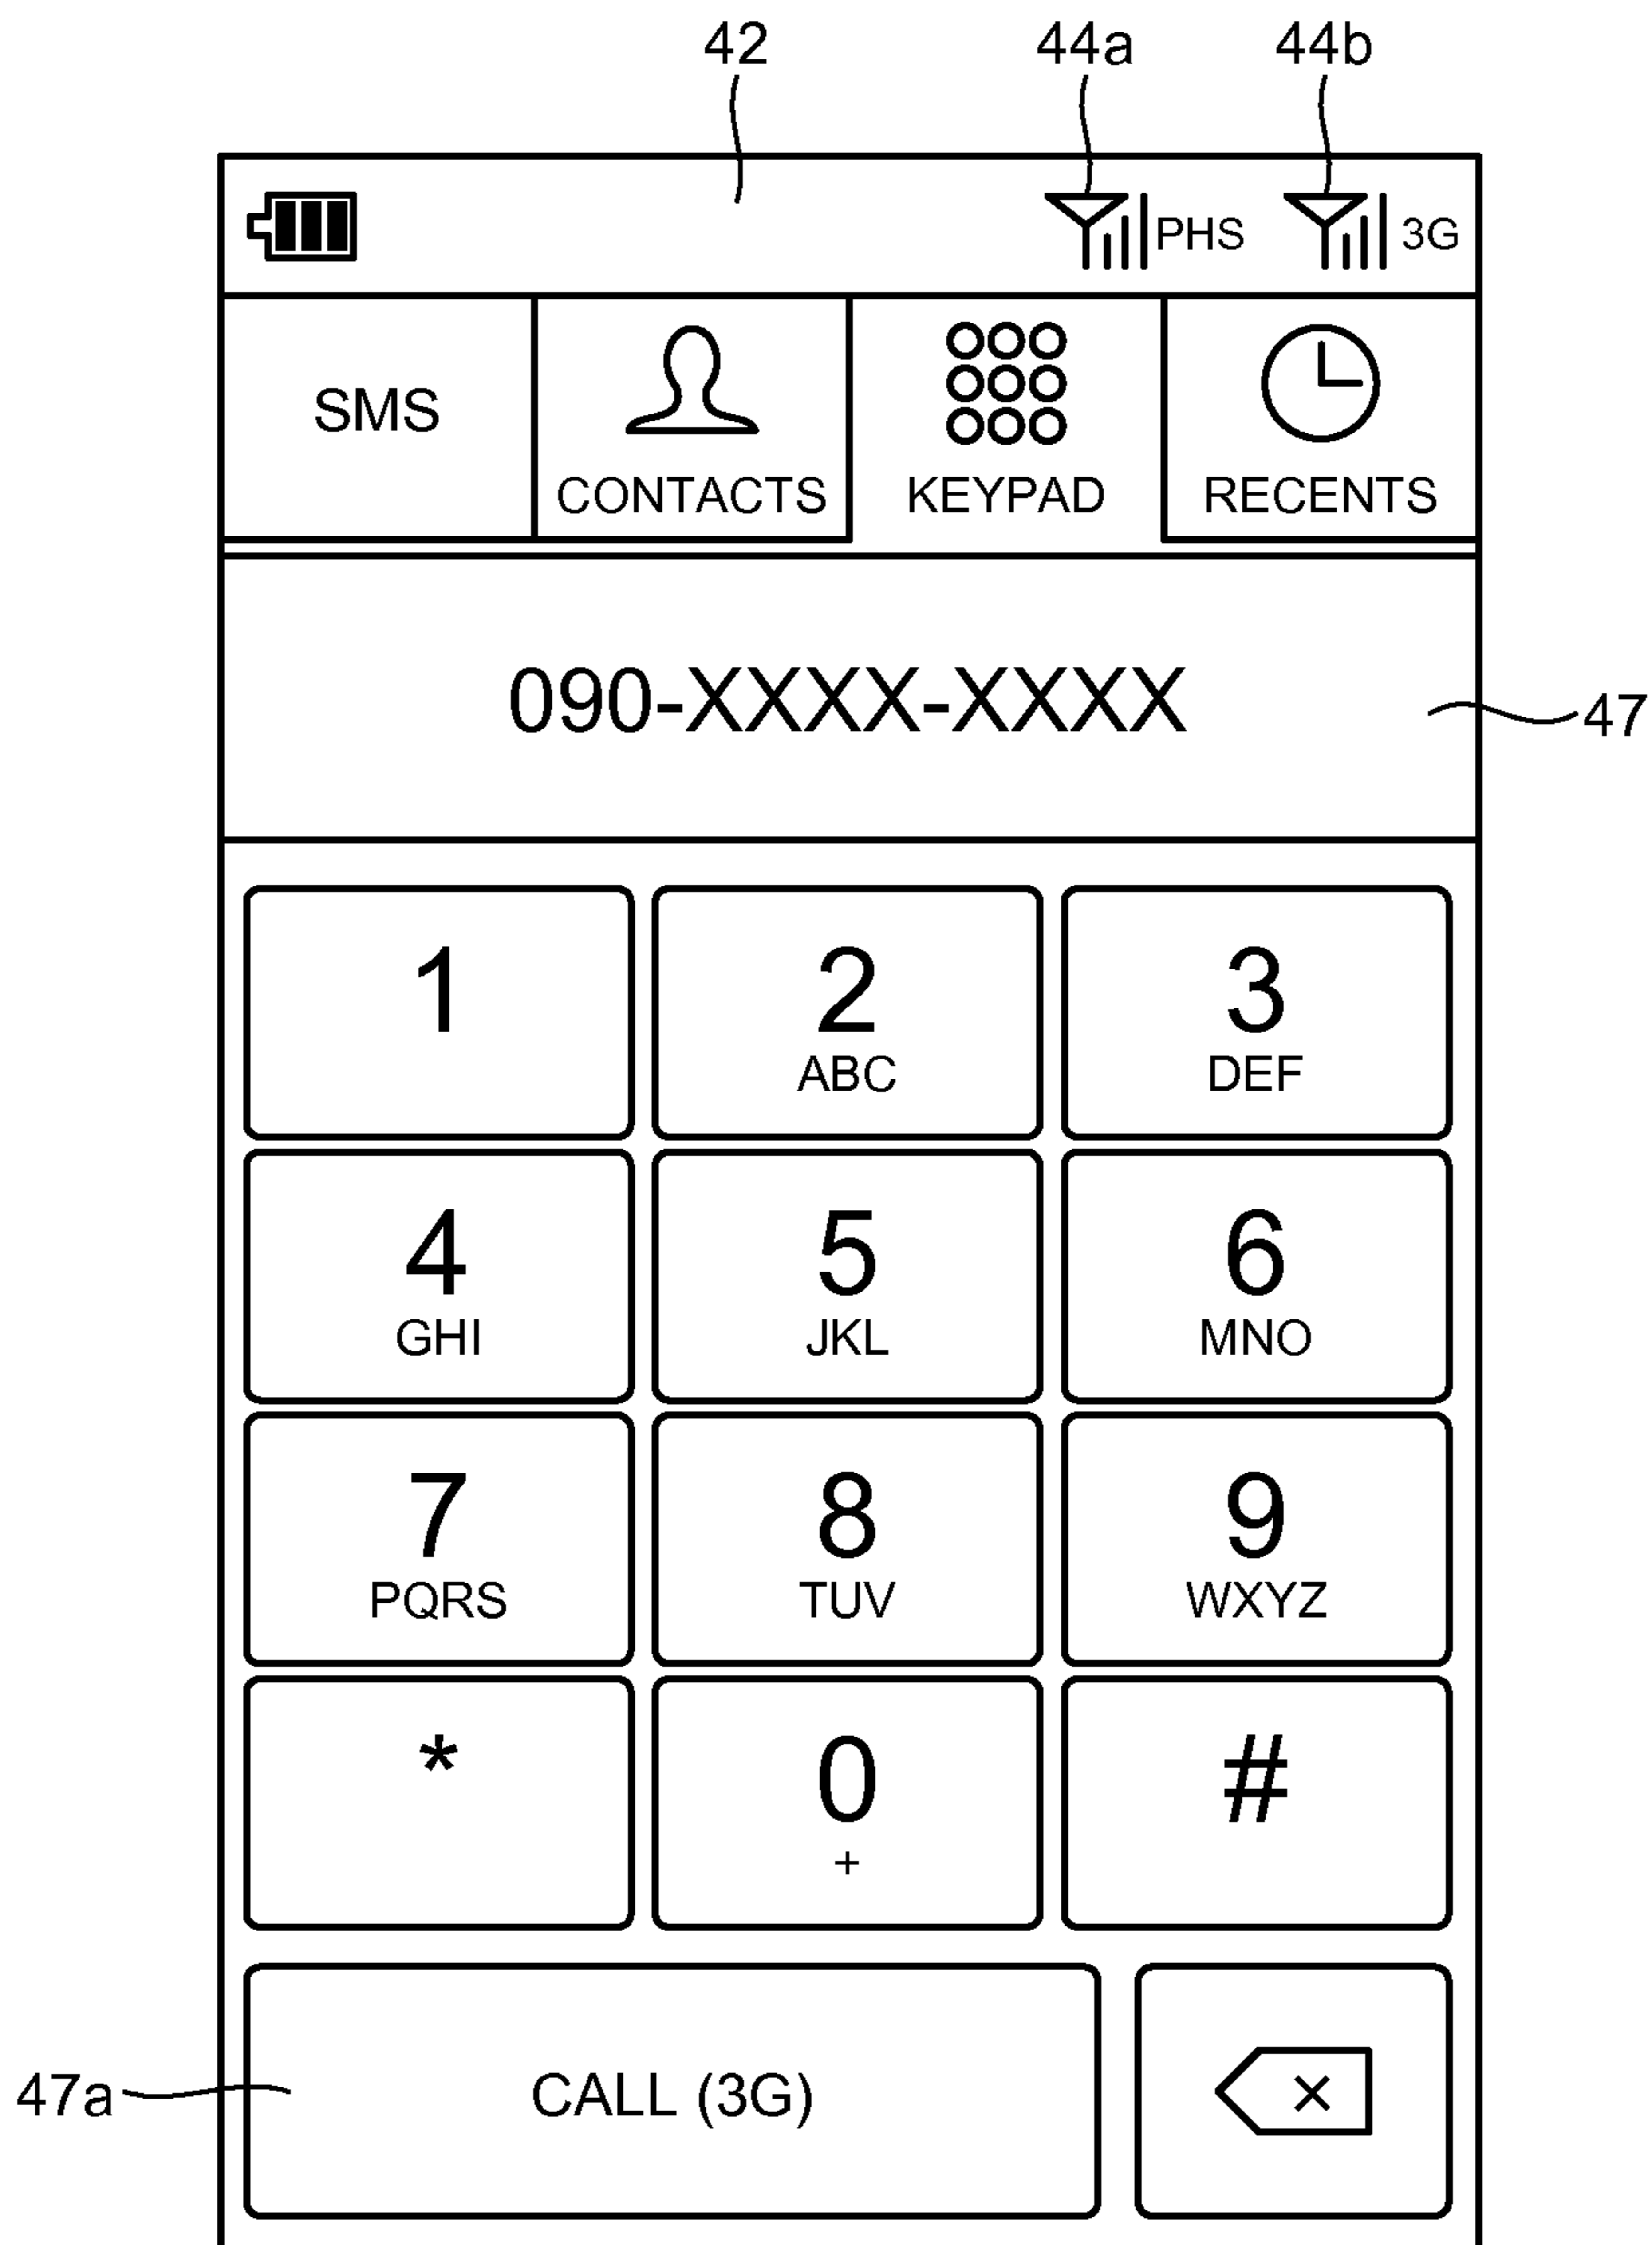 42 44a 44b
PHS 3G
SMS CONTACTS KEYPAD RECENTS
090-XXXX-XXXX 47
1 2 3
ABC DEF
4 5 6
GHI JKL MNO
7 8 9
PQRS TUV WXYZ
* 0 #
+
47a CALL (3G) ×